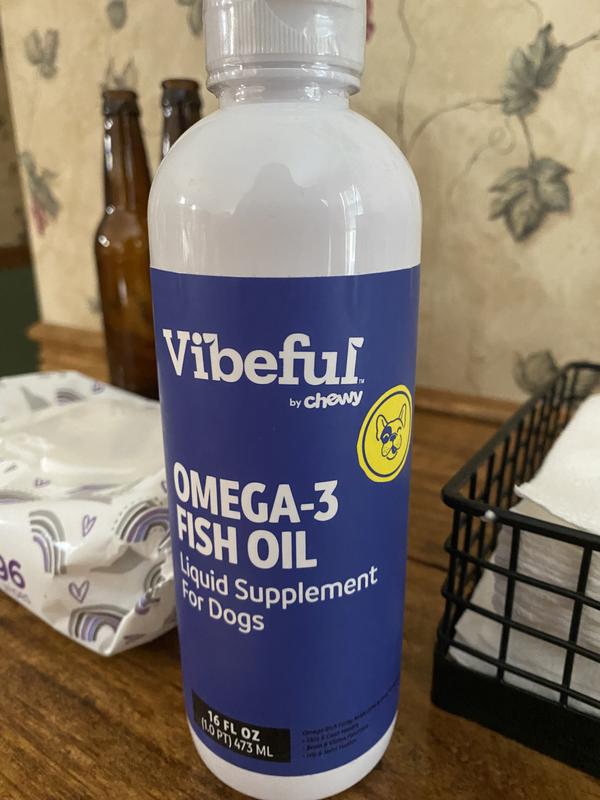 Vibeful™
by chewy
OMEGA-3
FISH OIL
Liquid Supplement
For Dogs
16 FL OZ
(1.0 PT) 473 ML
96